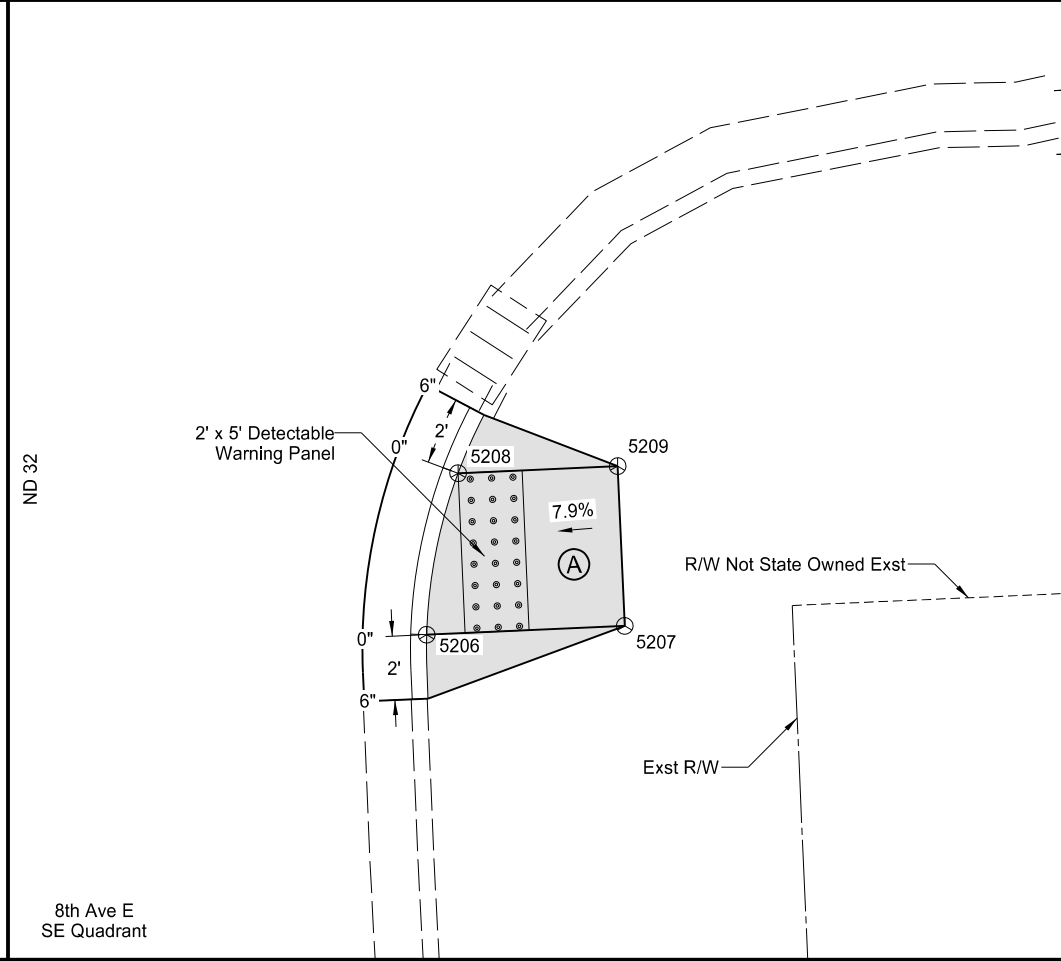 6"
2' x 5' Detectable
Warning Panel
0"
2'
5208
5209
ND 32
7.9%
A
R/W Not State Owned Exst
0"
5206
5207
2'
6"
Exst R/W
8th Ave E
SE Quadrant